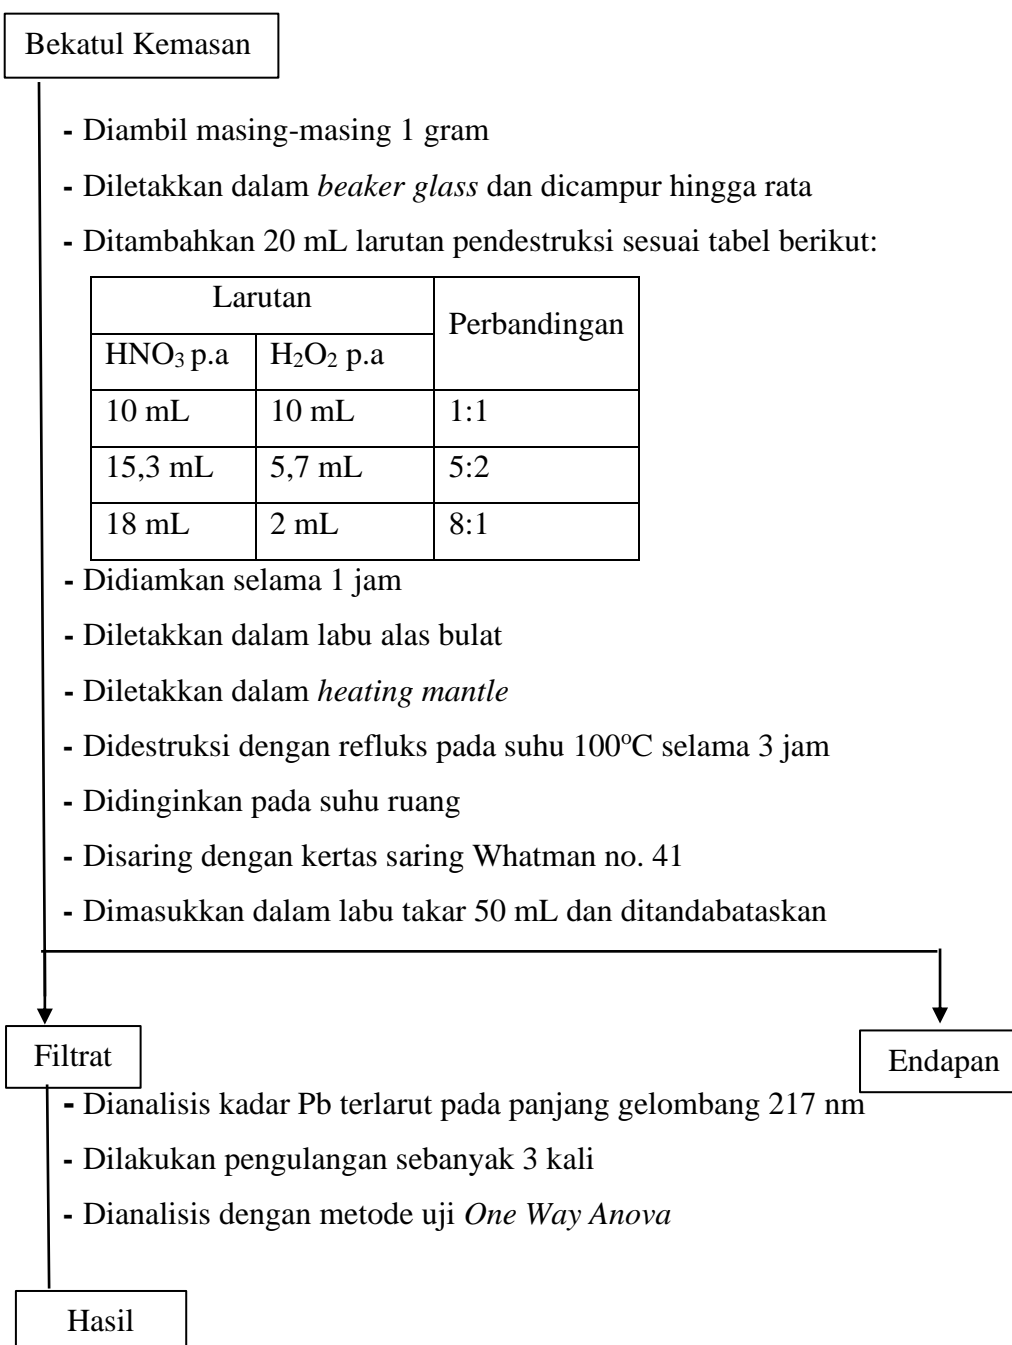 Bekatul Kemasan
- Diambil masing-masing 1 gram
- Diletakkan dalam beaker glass dan dicampur hingga rata
- Ditambahkan 20 mL larutan pendestruksi sesuai tabel berikut:
Larutan Perbandingan
HNO₃ p.a H₂O₂ p.a
10 mL 10 mL 1:1
15,3 mL 5,7 mL 5:2
18 mL 2 mL 8:1
- Didiamkan selama 1 jam
- Diletakkan dalam labu alas bulat
- Diletakkan dalam heating mantle
- Didestruksi dengan refluks pada suhu 100°C selama 3 jam
- Didinginkan pada suhu ruang
- Disaring dengan kertas saring Whatman no. 41
- Dimasukkan dalam labu takar 50 mL dan ditandabataskan
Filtrat Endapan
- Dianalisis kadar Pb terlarut pada panjang gelombang 217 nm
- Dilakukan pengulangan sebanyak 3 kali
- Dianalisis dengan metode uji One Way Anova
Hasil